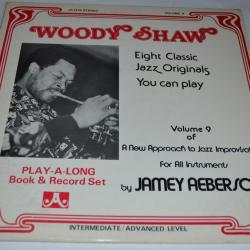 WOODY SHAW
Eight Classic
Jazz Originals
You can play
Volume 9
of
A New Approach to Jazz Improvisat
For All Instruments
by JAMEY AEBERSO
PLAY-A-LONG
Book & Record Set
INTERMEDIATE/ADVANCED LEVEL